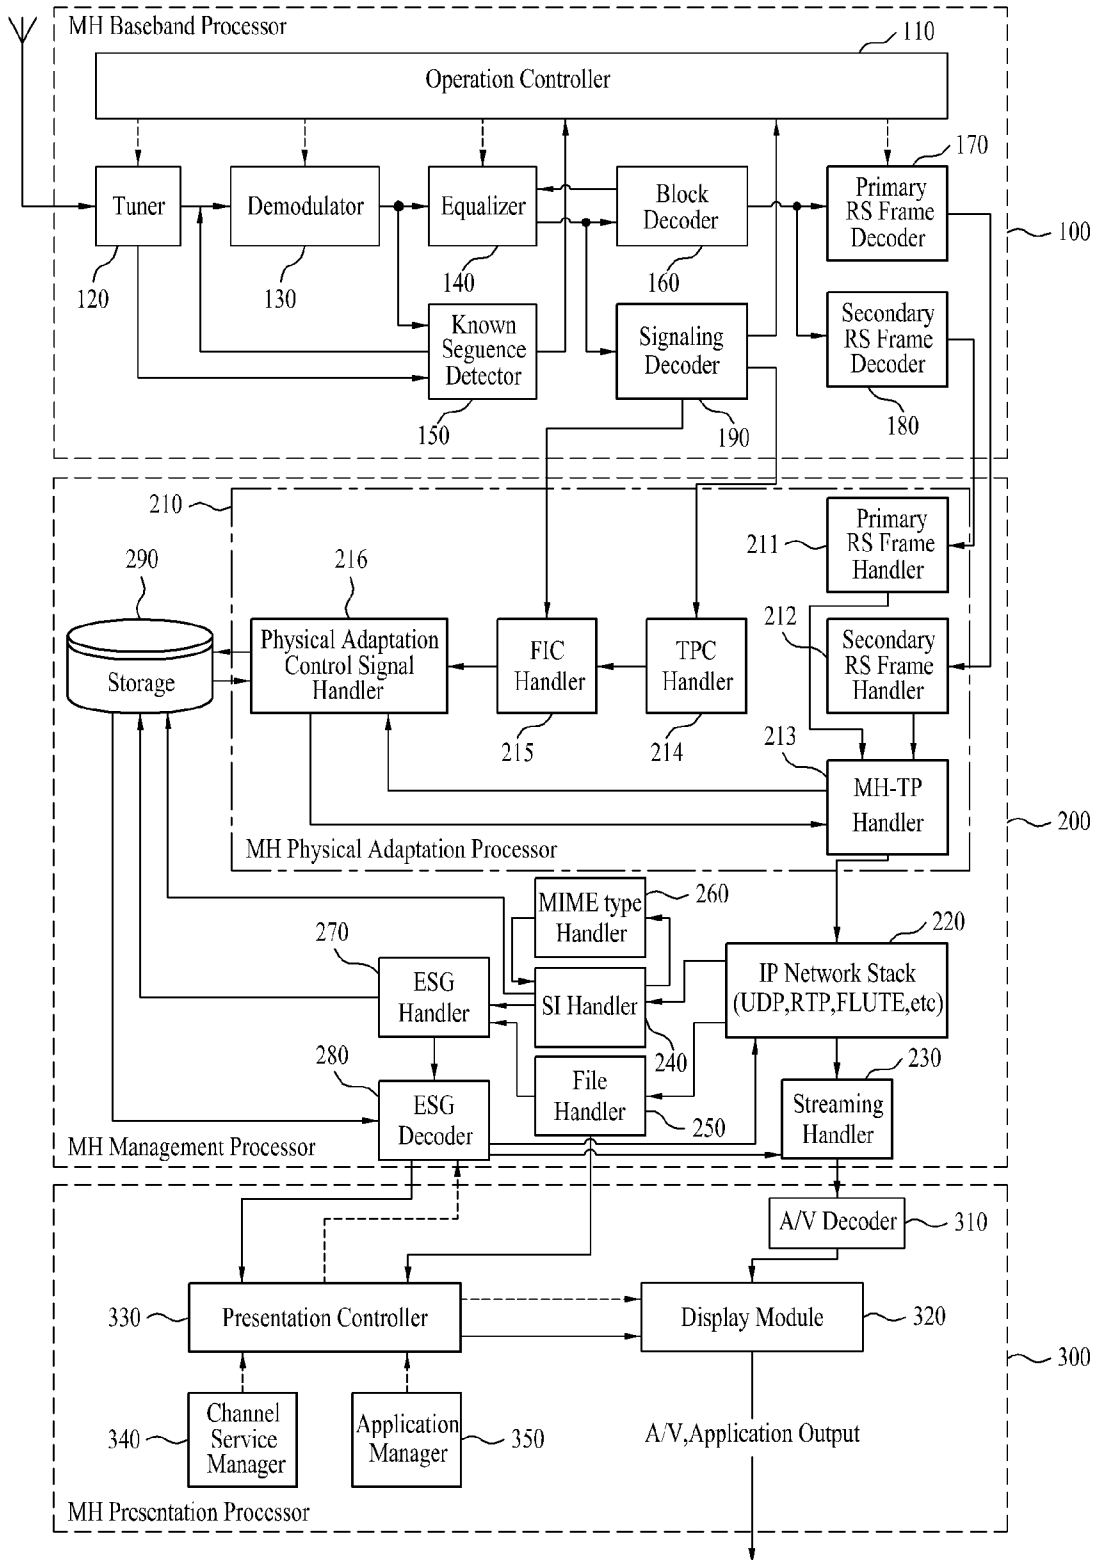 MH Baseband Processor
110
Operation Controller
170
Tuner
Demodulator
Equalizer
Block
Decoder
Primary
RS Frame
Decoder
100
120
130
140
160
Known
Seguence
Detector
Signaling
Decoder
Secondary
RS Frame
Decoder
150
190
180
210
290
216
211
Primary
RS Frame
Handler
Storage
Physical Adaptation
Control Signal
Handler
FIC
Handler
TPC
Handler
212
Secondary
RS Frame
Handler
215
214
213
MH-TP
Handler
200
MH Physical Adaptation Processor
MIME type
Handler
260
220
270
ESG
Handler
SI Handler
IP Network Stack
(UDP,RTP,FLUTE,etc)
240
230
280
ESG
Decoder
File
Handler
250
Streaming
Handler
MH Management Processor
A/V Decoder
310
330
Presentation Controller
Display Module
320
300
340
Channel
Service
Manager
Application
Manager
350
A/V,Application Output
MH Presentation Processor